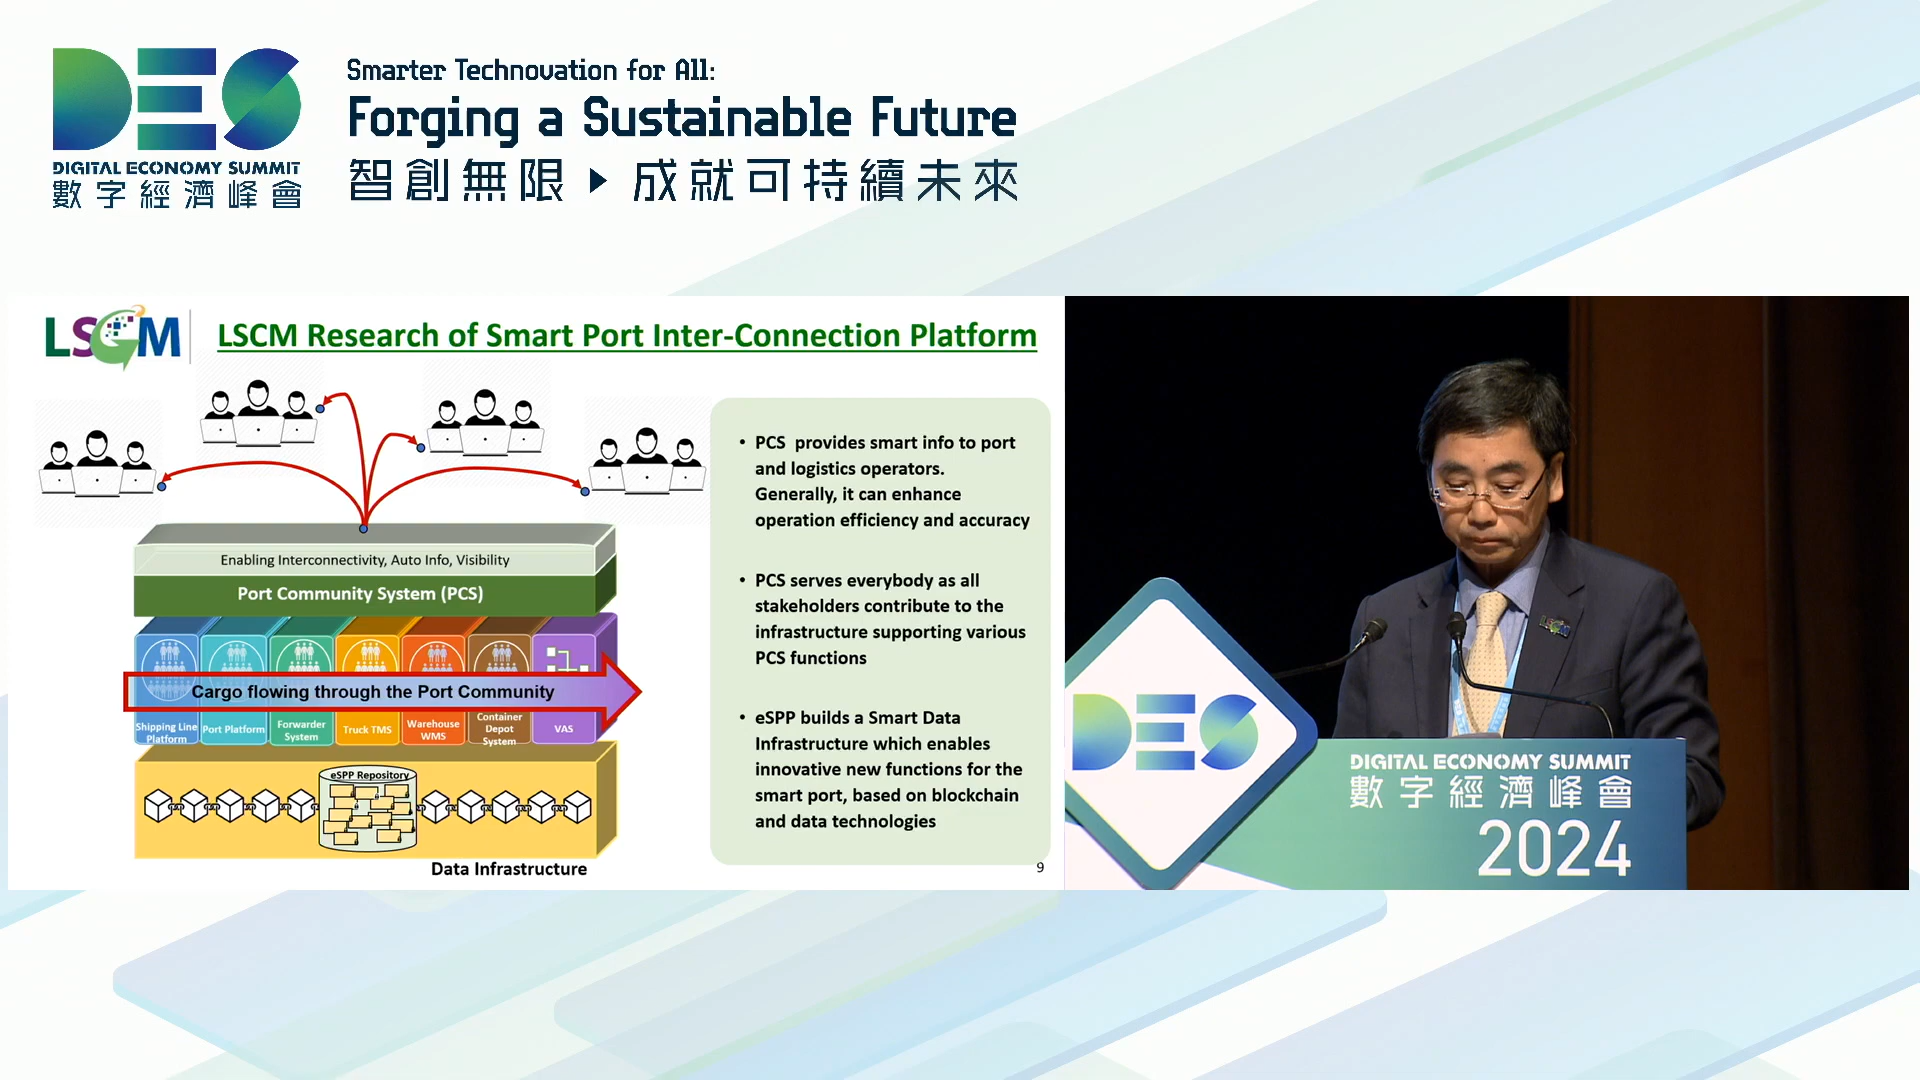 DES
DIGITAL ECONOMY SUMMIT
數字經濟峰會
Smarter Technovation for All:
Forging a Sustainable Future
智創無限 ▶ 成就可持續未來
LSCM
LSCM Research of Smart Port Inter-Connection Platform
Enabling Interconnectivity, Auto Info, Visibility
Port Community System (PCS)
Cargo flowing through the Port Community
Shipping Line
Platform
Port Platform
Forwarder
System
Truck TMS
Warehouse
WMS
Container
Depot
System
VAS
eSPP Repository
Data Infrastructure
• PCS provides smart info to port
and logistics operators.
Generally, it can enhance
operation efficiency and accuracy
• PCS serves everybody as all
stakeholders contribute to the
infrastructure supporting various
PCS functions
• eSPP builds a Smart Data
Infrastructure which enables
innovative new functions for the
smart port, based on blockchain
and data technologies
9
LSCM
DES
DIGITAL ECONOMY SUMMIT
數字經濟峰會
2024